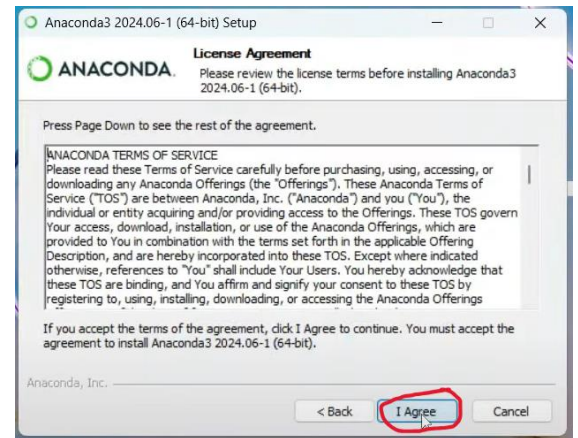 Anaconda3 2024.06-1 (64-bit) Setup
ANACONDA.
License Agreement
Please review the license terms before installing Anaconda3
2024.06-1 (64-bit).
Press Page Down to see the rest of the agreement.
ANACONDA TERMS OF SERVICE
Please read these Terms of Service carefully before purchasing, using, accessing, or
downloading any Anaconda Offerings (the "Offerings"). These Anaconda Terms of
Service ("TOS") are between Anaconda, Inc. ("Anaconda") and you ("You"), the
individual or entity acquiring and/or providing access to the Offerings. These TOS govern
Your access, download, installation, or use of the Anaconda Offerings, which are
provided to You in combination with the terms set forth in the applicable Offering
Description, and are hereby incorporated into these TOS. Except where indicated
otherwise, references to "You" shall include Your Users. You hereby acknowledge that
these TOS are binding, and You affirm and signify your consent to these TOS by
registering to, using, installing, downloading, or accessing the Anaconda Offerings
If you accept the terms of the agreement, click I Agree to continue. You must accept the
agreement to install Anaconda3 2024.06-1 (64-bit).
Anaconda, Inc.
< Back
I Agree
Cancel